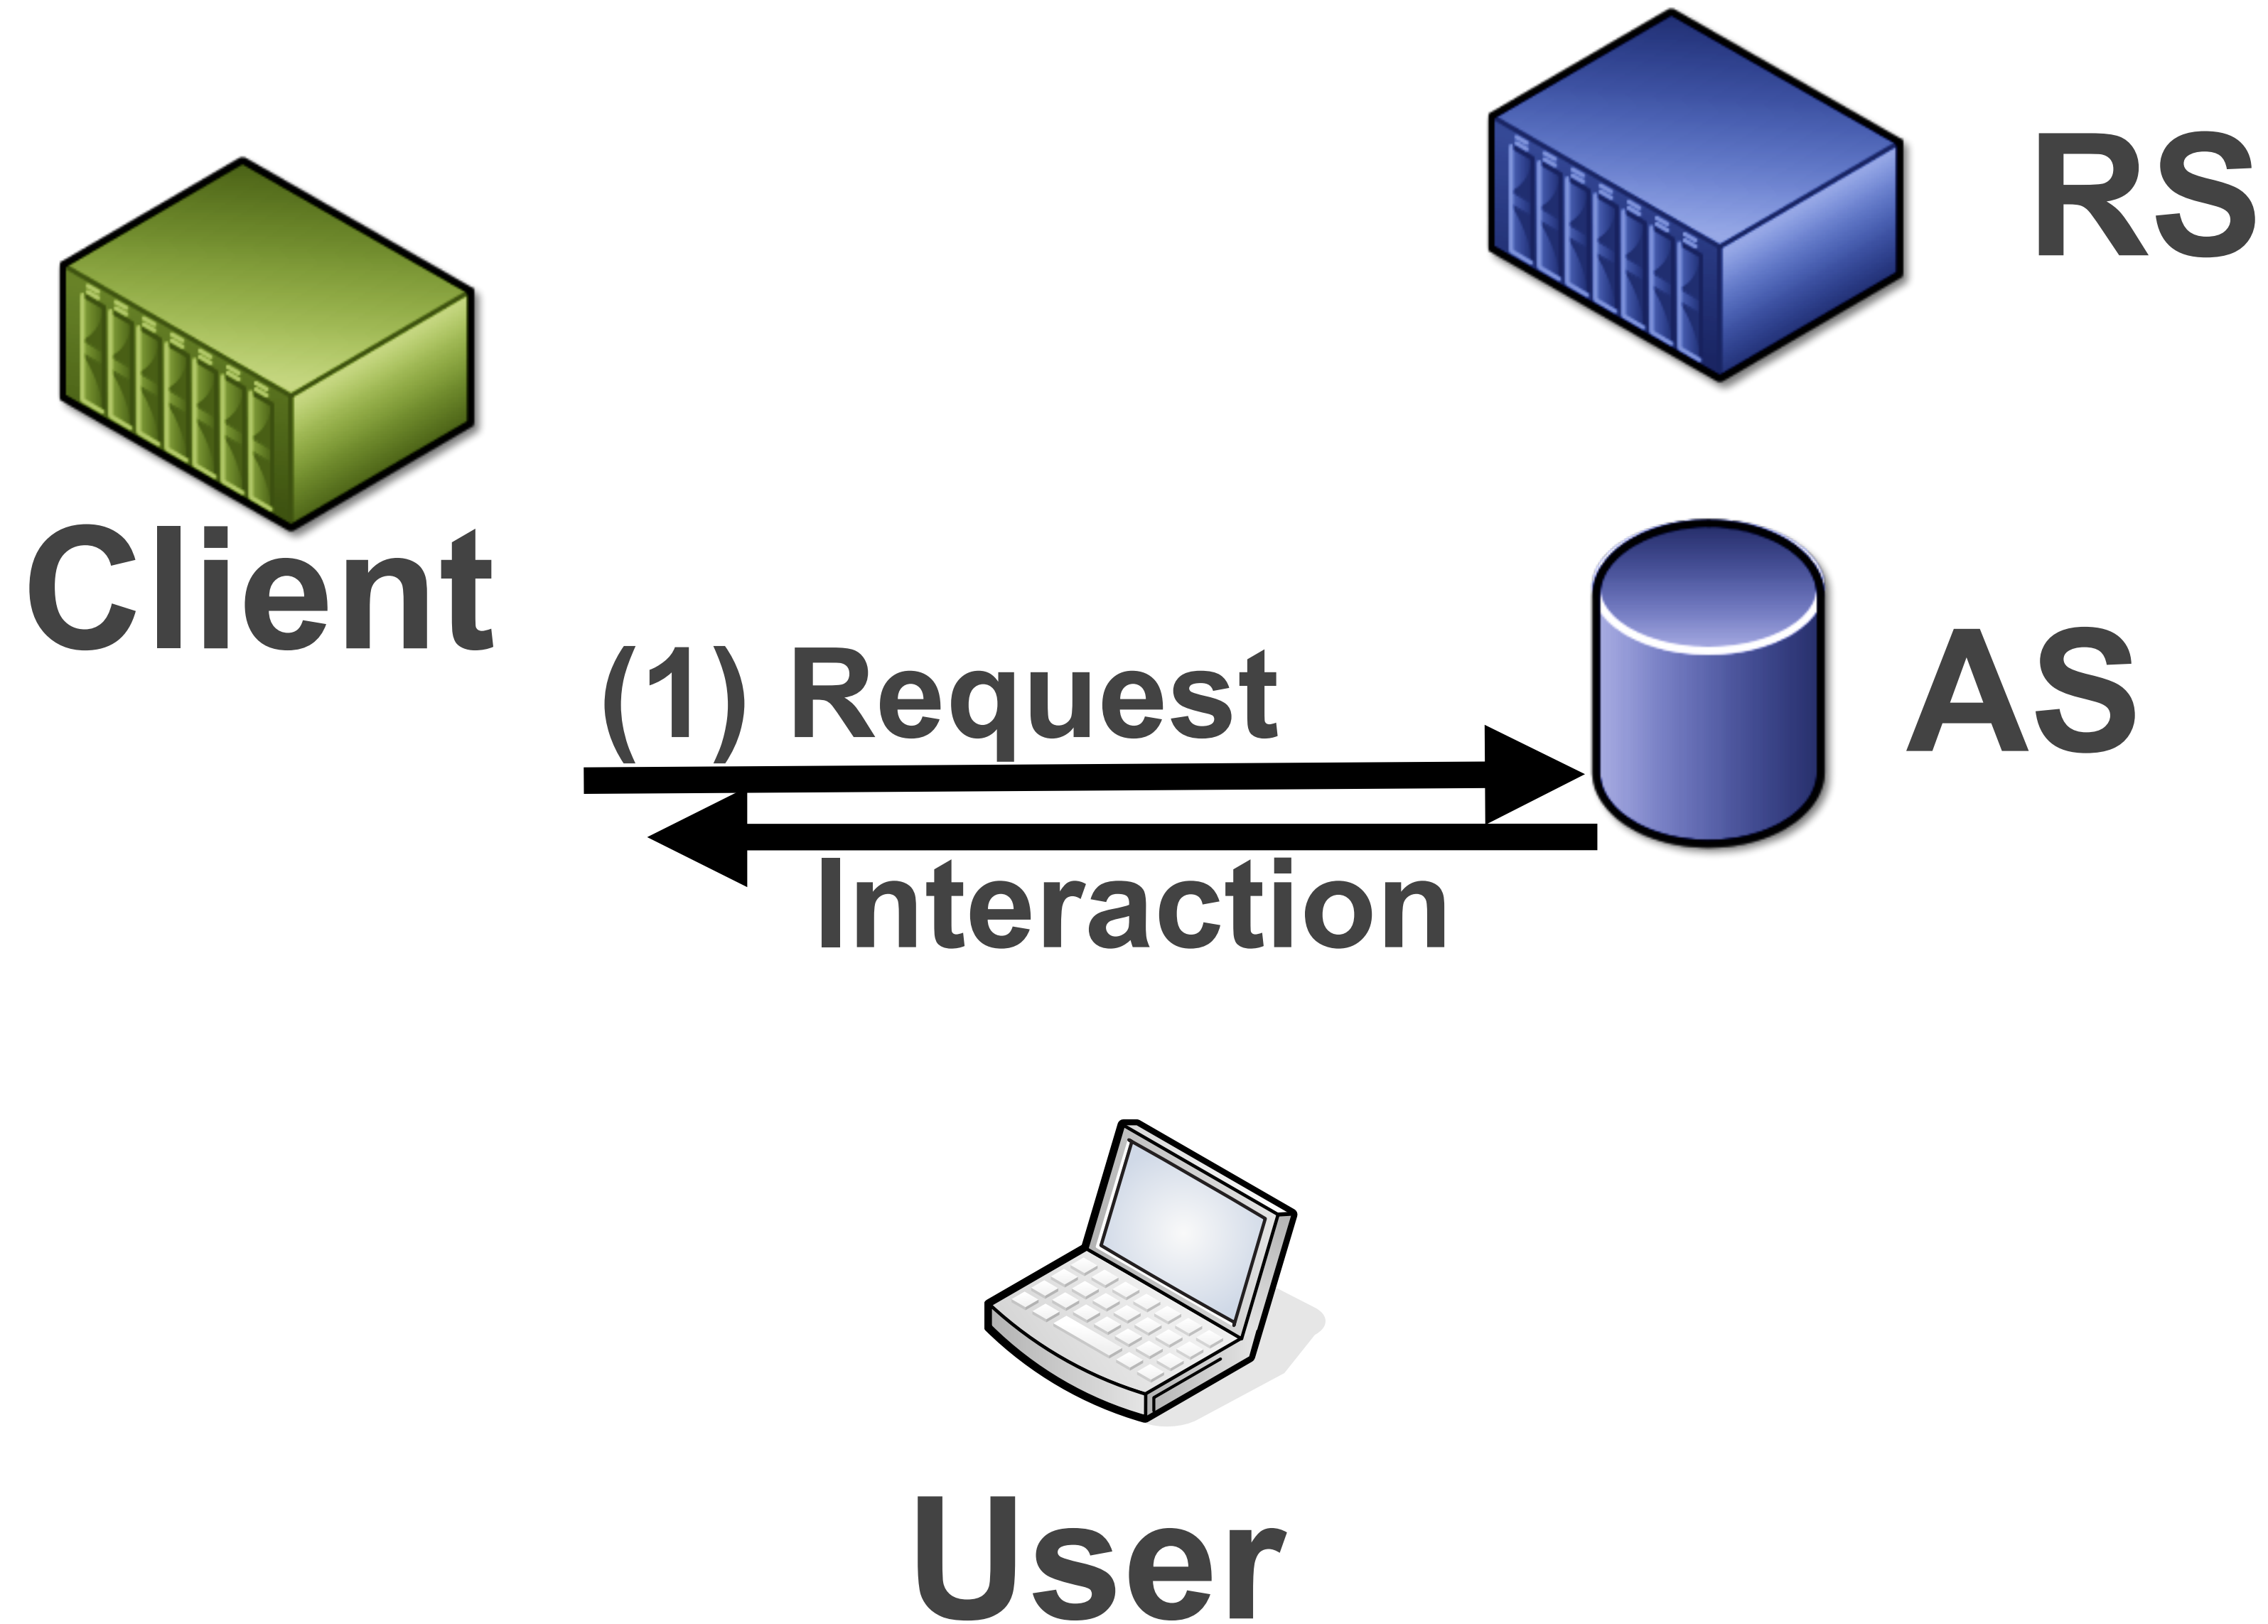 RS
Client
(1) Request
AS
Interaction
User